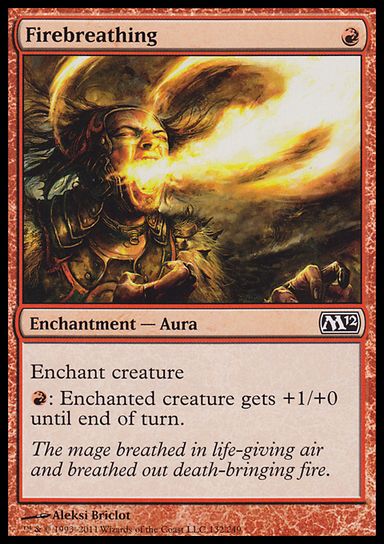 Firebreathing
Enchantment — Aura
M12
Enchant creature
: Enchanted creature gets +1/+0
until end of turn.
The mage breathed in life-giving air
and breathed out death-bringing fire.
Aleksi Briclot
™ & © 1993–2011 Wizards of the Coast LLC 132/249